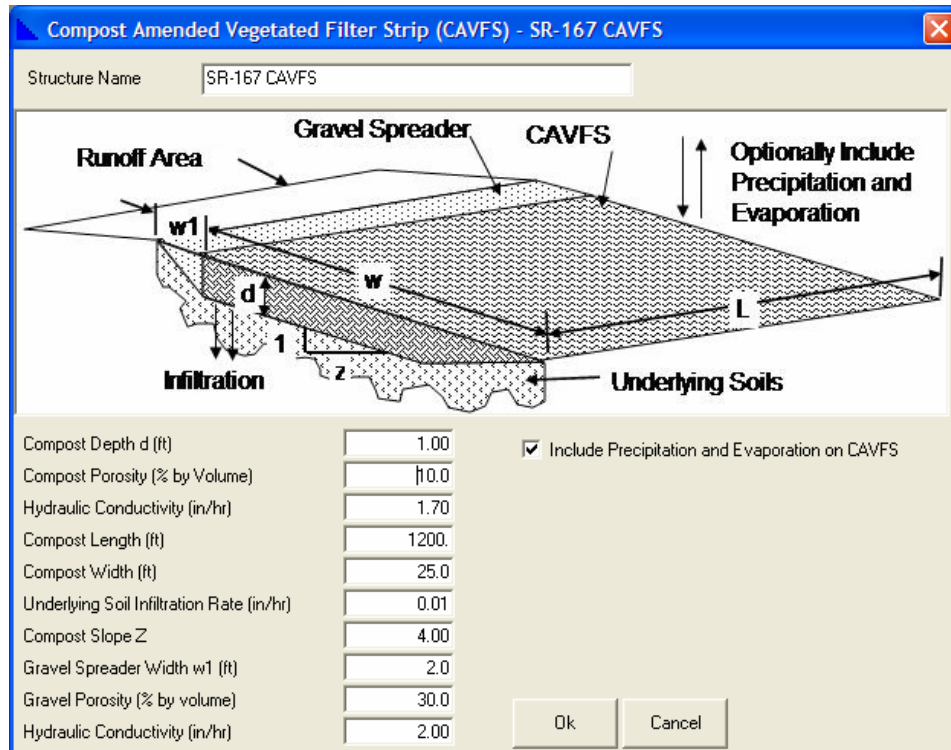 Compost Amended Vegetated Filter Strip (CAVFS) - SR-167 CAVFS
Structure Name SR-167 CAVFS
Gravel Spreader
CAVFS
Runoff Area
Optionally Include
Precipitation and
Evaporation
w1
w
d
L
1
z
Infiltration
Underlying Soils
Compost Depth d (ft) 1.00
Include Precipitation and Evaporation on CAVFS
Compost Porosity (% by Volume) 10.0
Hydraulic Conductivity (in/hr) 1.70
Compost Length (ft) 1200.
Compost Width (ft) 25.0
Underlying Soil Infiltration Rate (in/hr) 0.01
Compost Slope Z 4.00
Gravel Spreader Width w1 (ft) 2.0
Gravel Porosity (% by volume) 30.0
Hydraulic Conductivity (in/hr) 2.00
Ok Cancel